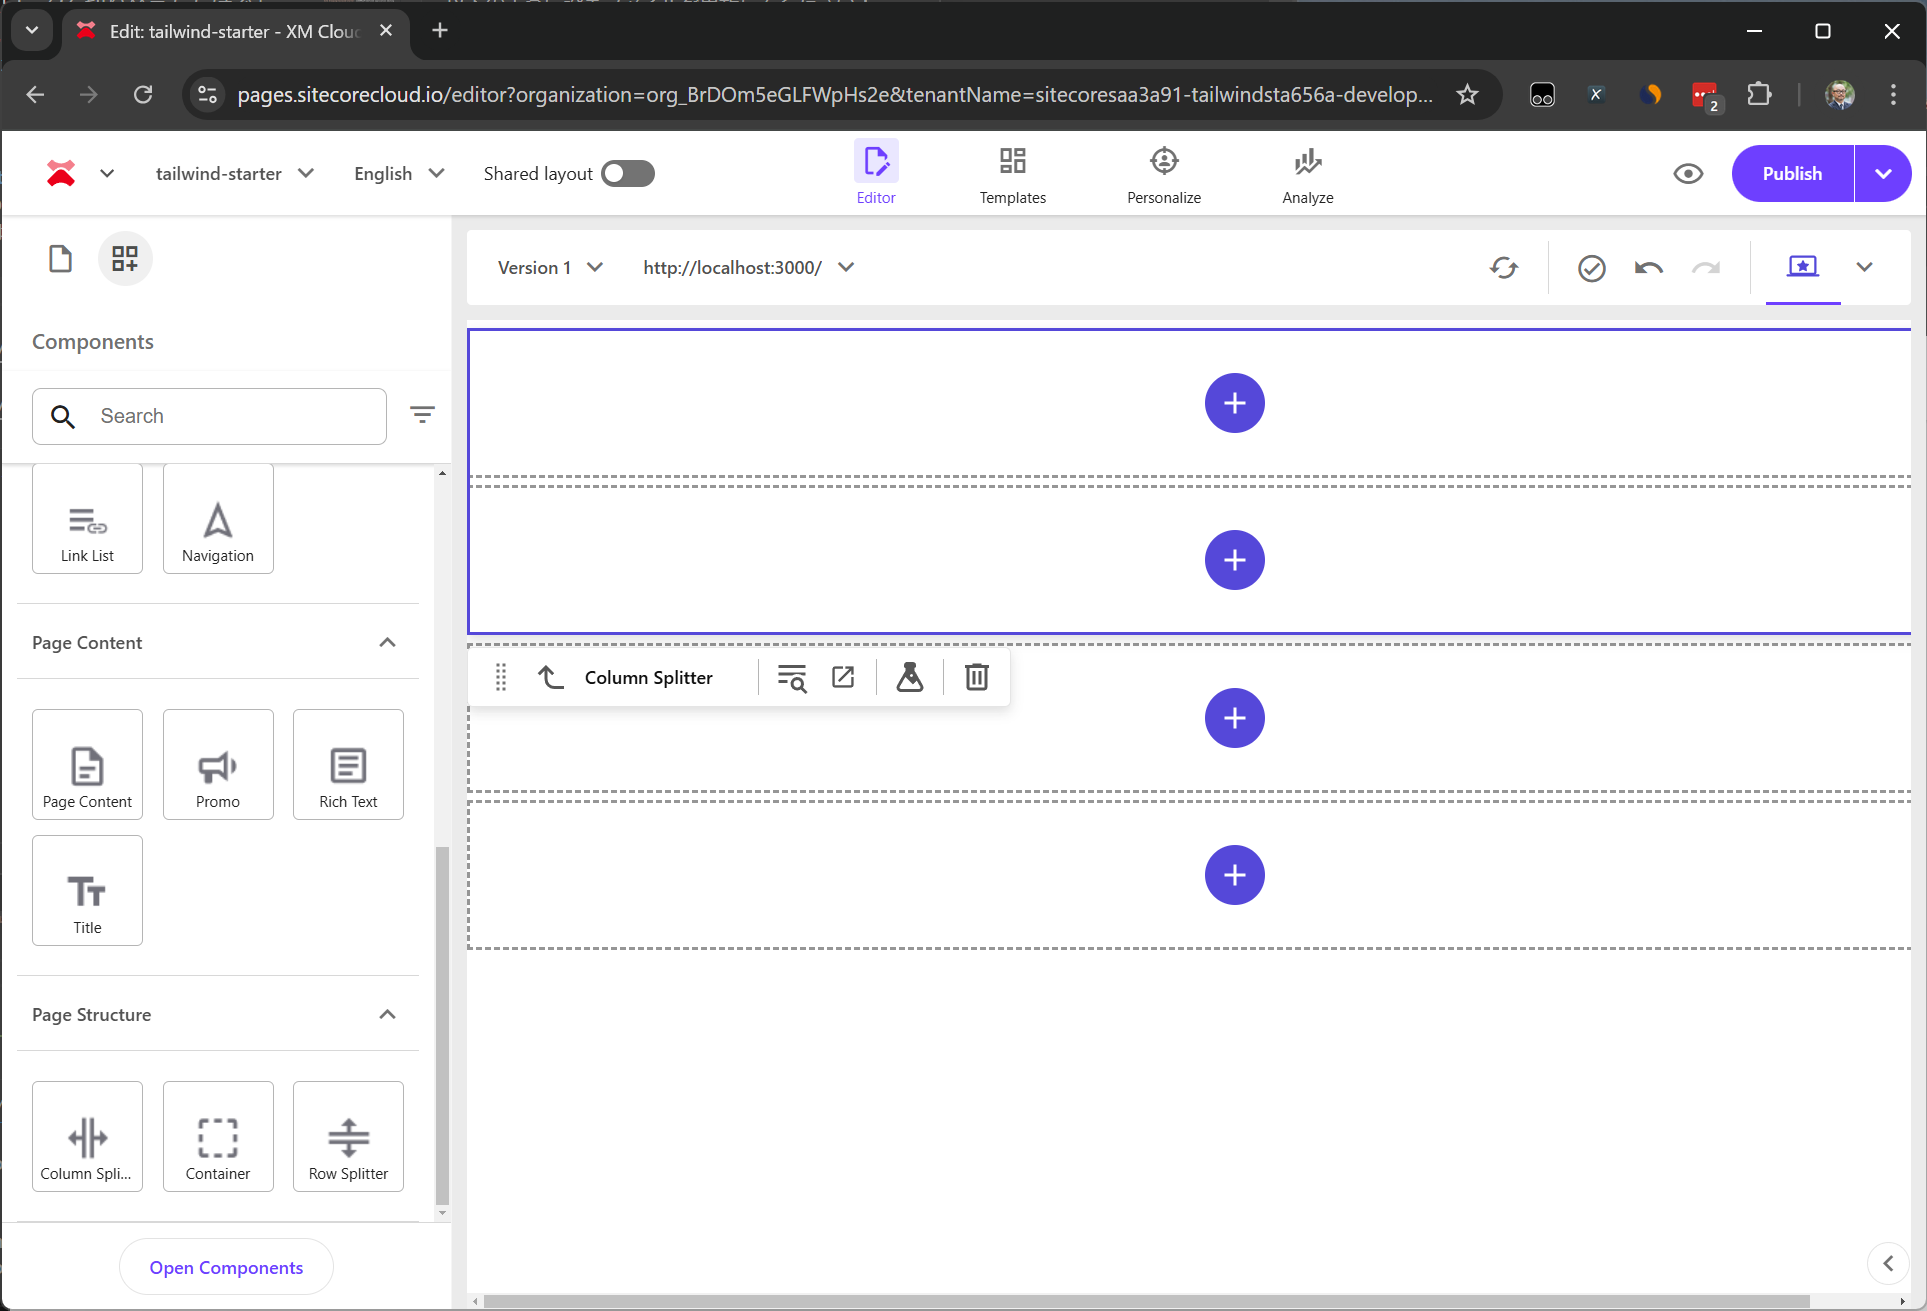 Edit: tailwind-starter - XM Clou
pages.sitecorecloud.io/editor?organization=org_BrDOm5eGLFWpHs2e&tenantName=sitecoresaa3a91-tailwindsta656a-develop...
2
tailwind-starter
English
Shared layout
Editor
Templates
Personalize
Analyze
Publish
Version 1
http://localhost:3000/
Components
Search
Link List
Navigation
Page Content
Column Splitter
Page Content
Promo
Rich Text
Title
Page Structure
Column Spli...
Container
Row Splitter
Open Components